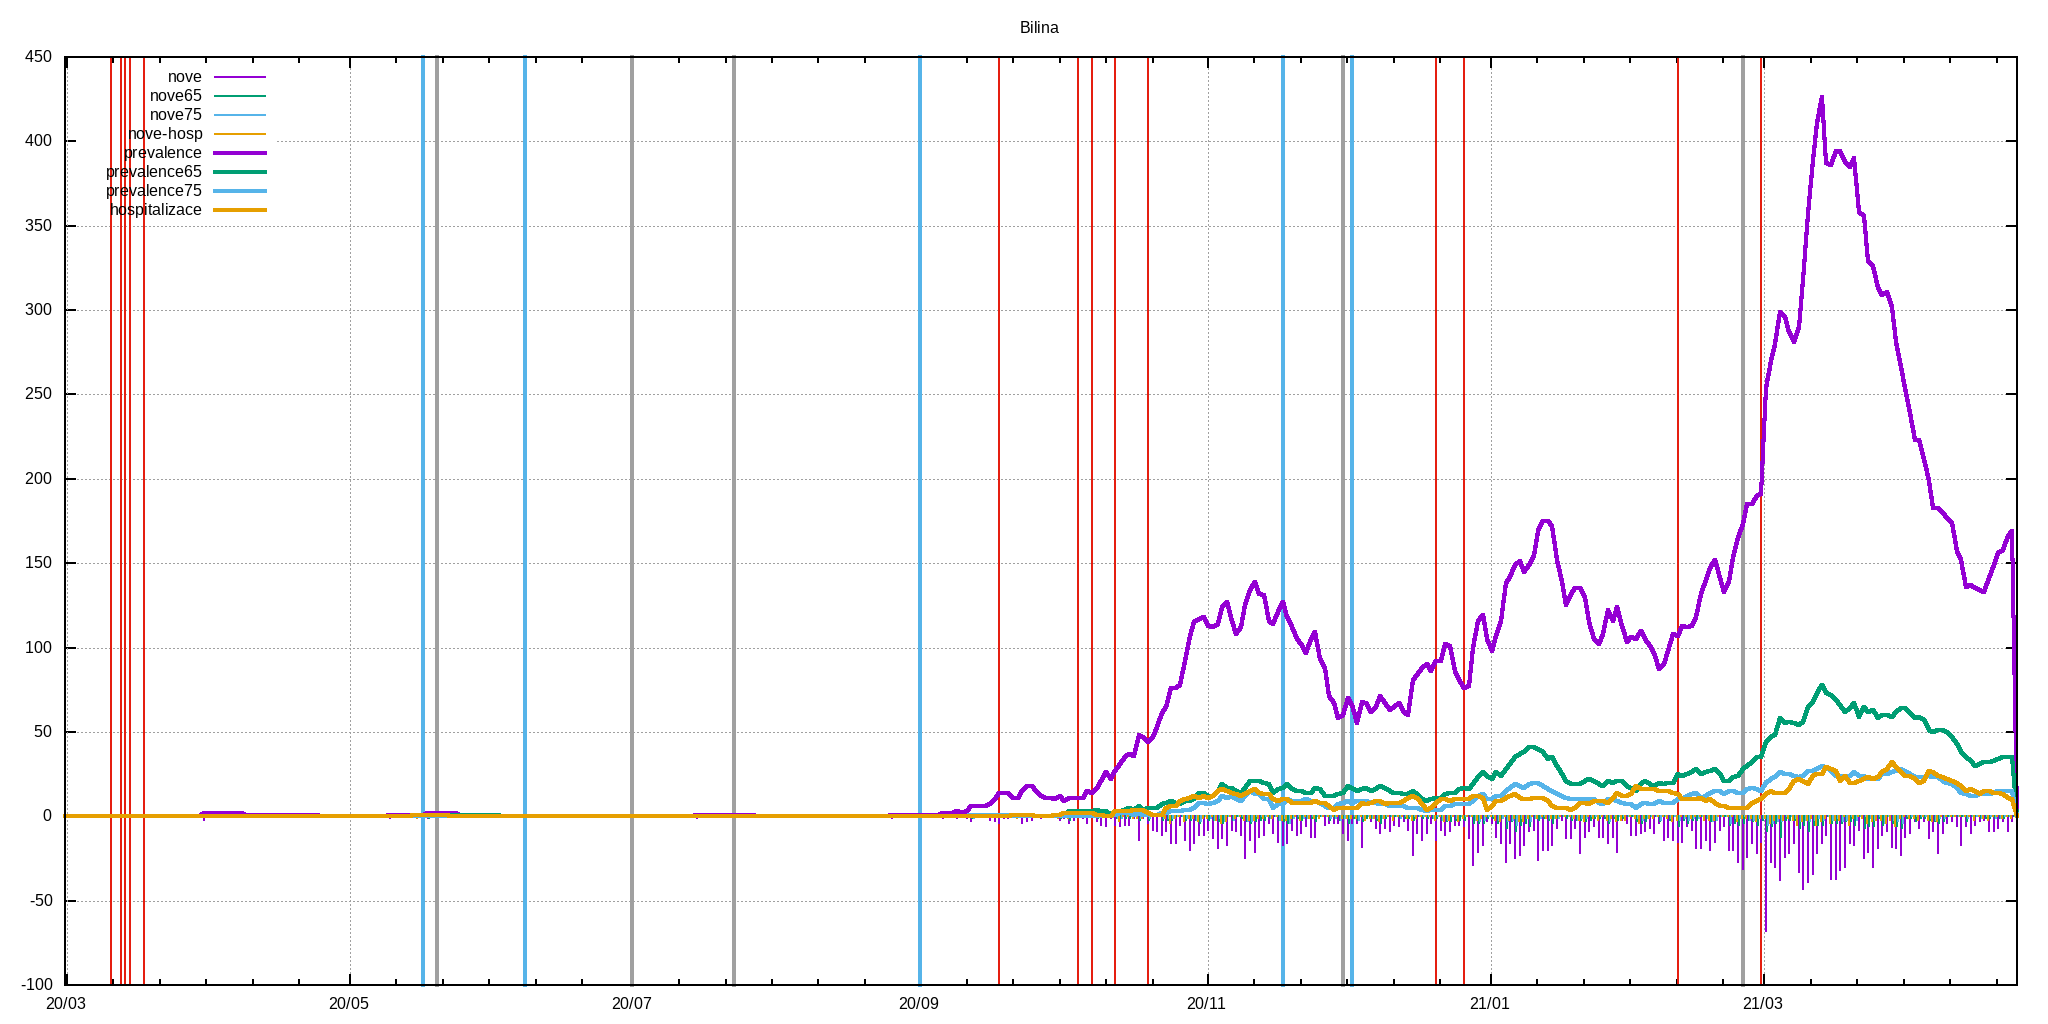 Bilina
450
400
350
300
250
200
150
100
50
0
-50
-100
nove
nove65
nove75
nove-hosp
prevalence
prevalence65
prevalence75
hospitalizace
20/03 20/05 20/07 20/09 20/11 21/01 21/03